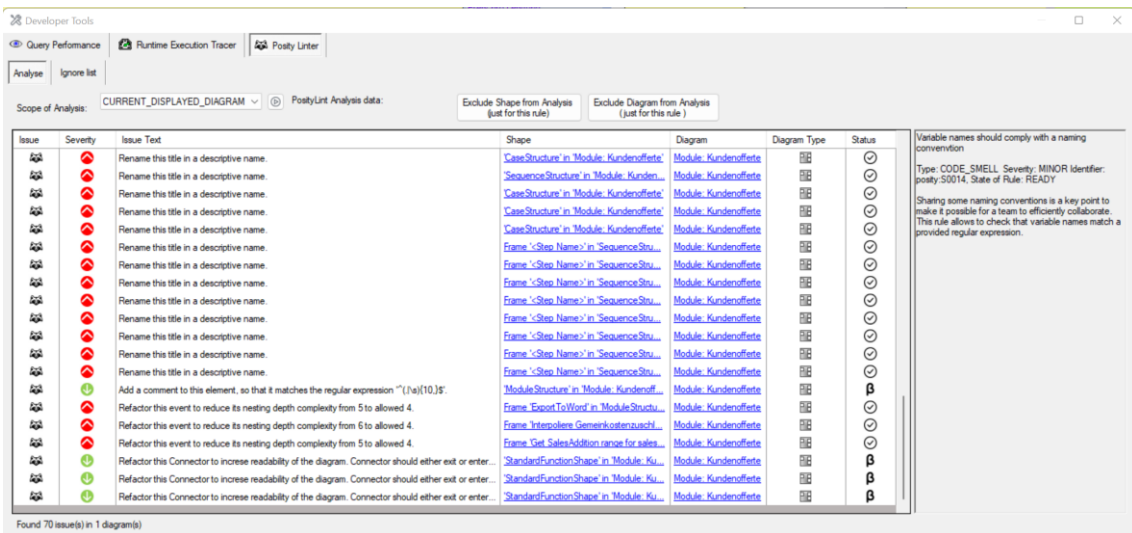 Developer Tools
Query Performance Runtime Execution Tracer Posity Linter
Analyse Ignore list
Scope of Analysis: CURRENT_DISPLAYED_DIAGRAM PosityLint Analysis data: Exclude Shape from Analysis (just for this rule) Exclude Diagram from Analysis (just for this rule )
Issue Severity Issue Text Shape Diagram Diagram Type Status
Rename this title in a descriptive name. 'CaseStructure' in 'Module: Kundenofferte' Module: Kundenofferte
Rename this title in a descriptive name. 'SequenceStructure' in 'Module: Kunden... Module: Kundenofferte
Rename this title in a descriptive name. 'CaseStructure' in 'Module: Kundenofferte' Module: Kundenofferte
Rename this title in a descriptive name. 'CaseStructure' in 'Module: Kundenofferte' Module: Kundenofferte
Rename this title in a descriptive name. 'CaseStructure' in 'Module: Kundenofferte' Module: Kundenofferte
Rename this title in a descriptive name. Frame '<Step Name>' in 'SequenceStru... Module: Kundenofferte
Rename this title in a descriptive name. Frame '<Step Name>' in 'SequenceStru... Module: Kundenofferte
Rename this title in a descriptive name. Frame '<Step Name>' in 'SequenceStru... Module: Kundenofferte
Rename this title in a descriptive name. Frame '<Step Name>' in 'SequenceStru... Module: Kundenofferte
Rename this title in a descriptive name. Frame '<Step Name>' in 'SequenceStru... Module: Kundenofferte
Rename this title in a descriptive name. Frame '<Step Name>' in 'SequenceStru... Module: Kundenofferte
Rename this title in a descriptive name. Frame '<Step Name>' in 'SequenceStru... Module: Kundenofferte
Rename this title in a descriptive name. Frame '<Step Name>' in 'SequenceStru... Module: Kundenofferte
Add a comment to this element, so that it matches the regular expression "^(.|\s){10,}$'. 'ModuleStructure' in 'Module: Kundenoff... Module: Kundenofferte β
Refactor this event to reduce its nesting depth complexity from 5 to allowed 4. Frame 'ExportToWord' in 'ModuleStructu... Module: Kundenofferte
Refactor this event to reduce its nesting depth complexity from 6 to allowed 4. Frame 'Interpoliere Gemeinkostenzuschl... Module: Kundenofferte
Refactor this event to reduce its nesting depth complexity from 5 to allowed 4. Frame 'Get SalesAddition range for sales... Module: Kundenofferte
Refactor this Connector to increse readability of the diagram. Connector should either exit or enter... 'StandardFunctionShape' in 'Module: Ku... Module: Kundenofferte β
Refactor this Connector to increse readability of the diagram. Connector should either exit or enter... 'StandardFunctionShape' in 'Module: Ku... Module: Kundenofferte β
Refactor this Connector to increse readability of the diagram. Connector should either exit or enter... 'StandardFunctionShape' in 'Module: Ku... Module: Kundenofferte β
Variable names should comply with a naming
convenvtion
Type: CODE_SMELL Severity: MINOR Identifier:
posity:S0014, State of Rule: READY
Sharing some naming conventions is a key point to
make it possible for a team to efficiently collaborate.
This rule allows to check that variable names match a
provided regular expression.
Found 70 issue(s) in 1 diagram(s)